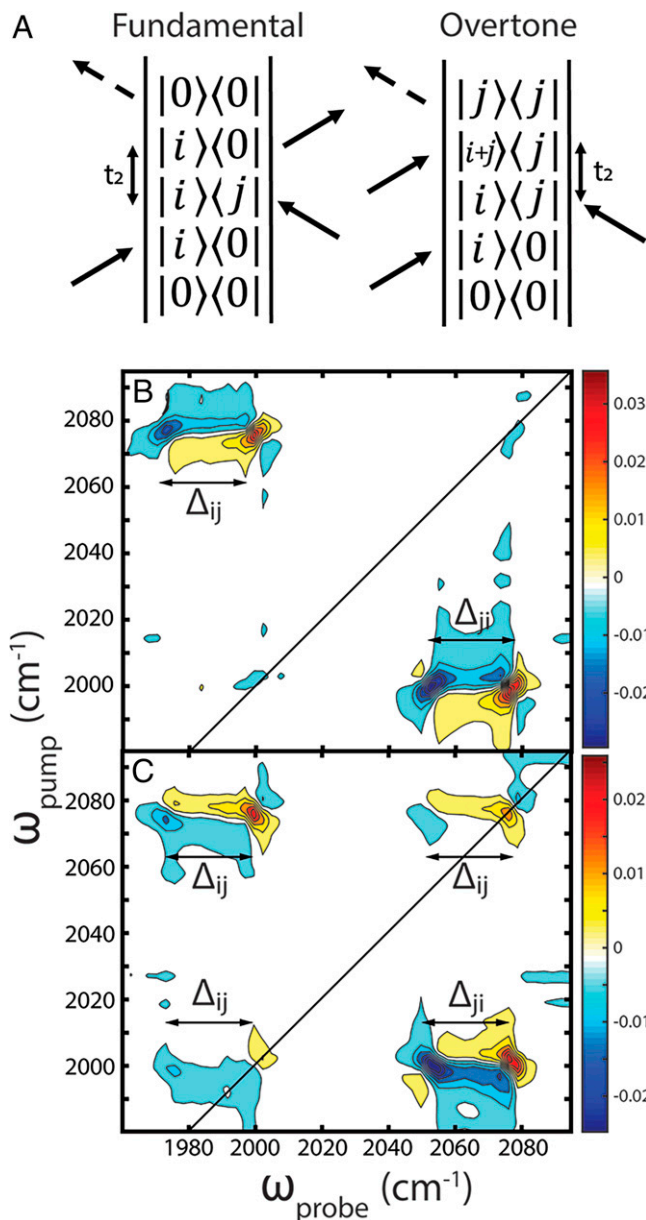 A
Fundamental
Overtone
|0⟩⟨0|
|i⟩⟨0|
|i⟩⟨j|
|i⟩⟨0|
|0⟩⟨0|
t₂
|j⟩⟨j|
|i+j⟩⟨j|
|i⟩⟨j|
|i⟩⟨0|
|0⟩⟨0|
t₂
B
2080
2060
2040
2020
2000
Δij
Δji
0.03
0.02
0.01
0
-0.01
-0.02
ω pump (cm⁻¹)
C
2080
2060
2040
2020
2000
Δij
Δij
Δij
Δji
0.02
0.01
0
-0.01
-0.02
1980 2000 2020 2040 2060 2080
ω probe (cm⁻¹)